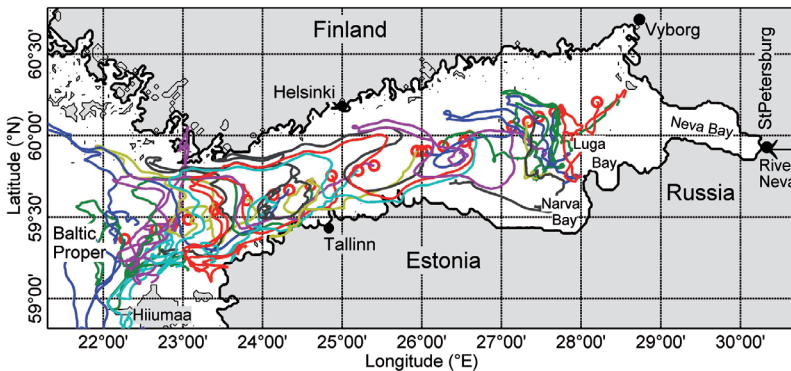 Finland
Vyborg
StPetersburg
60°30'
Helsinki
60°00'
Neva Bay
Luga
Bay
River
Neva
Latitude (°N)
Narva
Bay
Russia
59°30'
Baltic
Proper
Tallinn
Estonia
59°00'
Hiiumaa
22°00' 23°00' 24°00' 25°00' 26°00' 27°00' 28°00' 29°00' 30°00'
Longitude (°E)